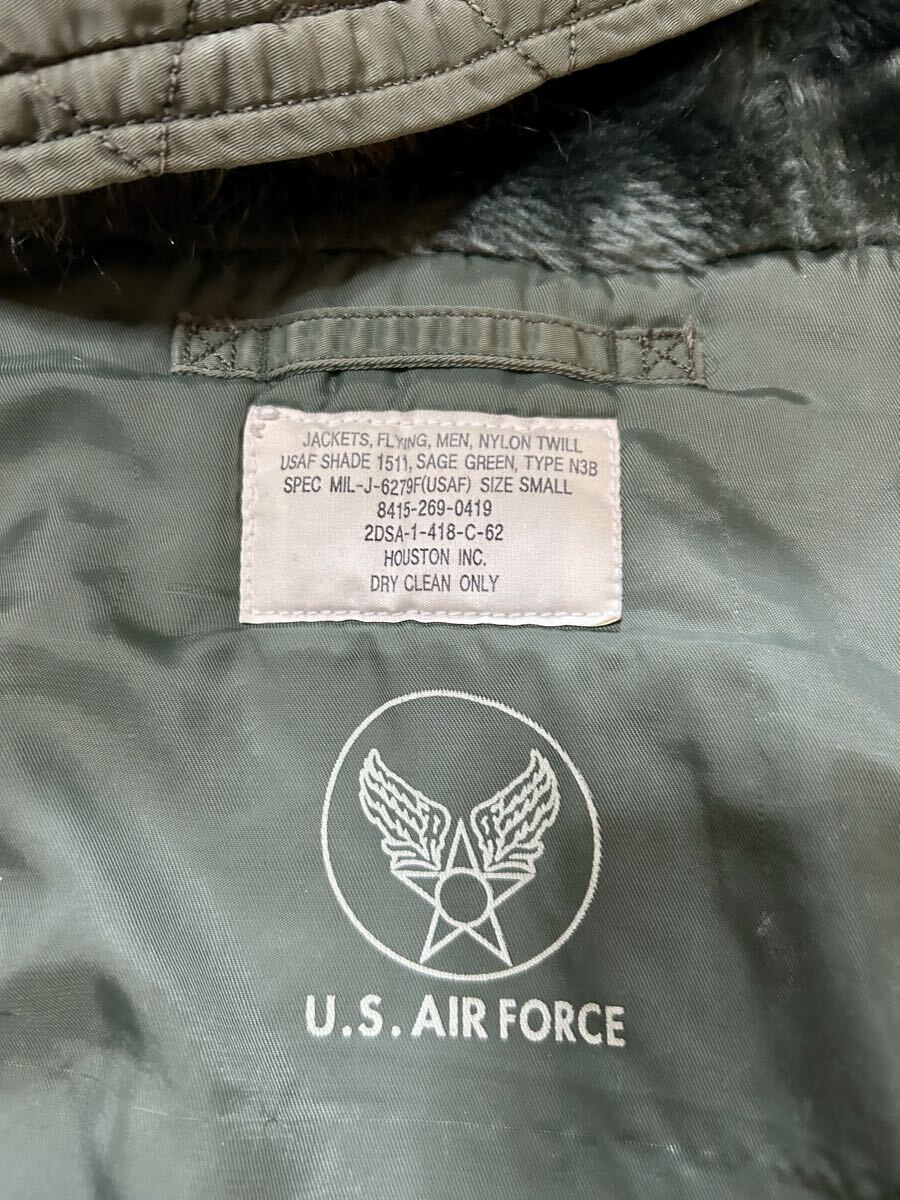 JACKETS, FLYING, MEN, NYLON TWILL
USAF SHADE 1511, SAGE GREEN, TYPE N3B
SPEC MIL-J-6279F(USAF) SIZE SMALL
8415-269-0419
2DSA-1-418-C-62
HOUSTON INC.
DRY CLEAN ONLY
U.S. AIR FORCE